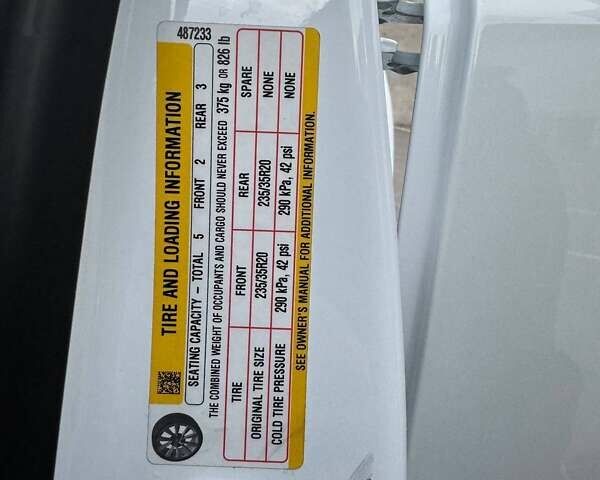 487233
TIRE AND LOADING INFORMATION
SEATING CAPACITY – TOTAL 5 FRONT 2 REAR 3
THE COMBINED WEIGHT OF OCCUPANTS AND CARGO SHOULD NEVER EXCEED 375 kg OR 826 lb
TIRE FRONT REAR SPARE
ORIGINAL TIRE SIZE 235/35R20 235/35R20 NONE
COLD TIRE PRESSURE 290 kPa, 42 psi 290 kPa, 42 psi NONE
SEE OWNER'S MANUAL FOR ADDITIONAL INFORMATION.